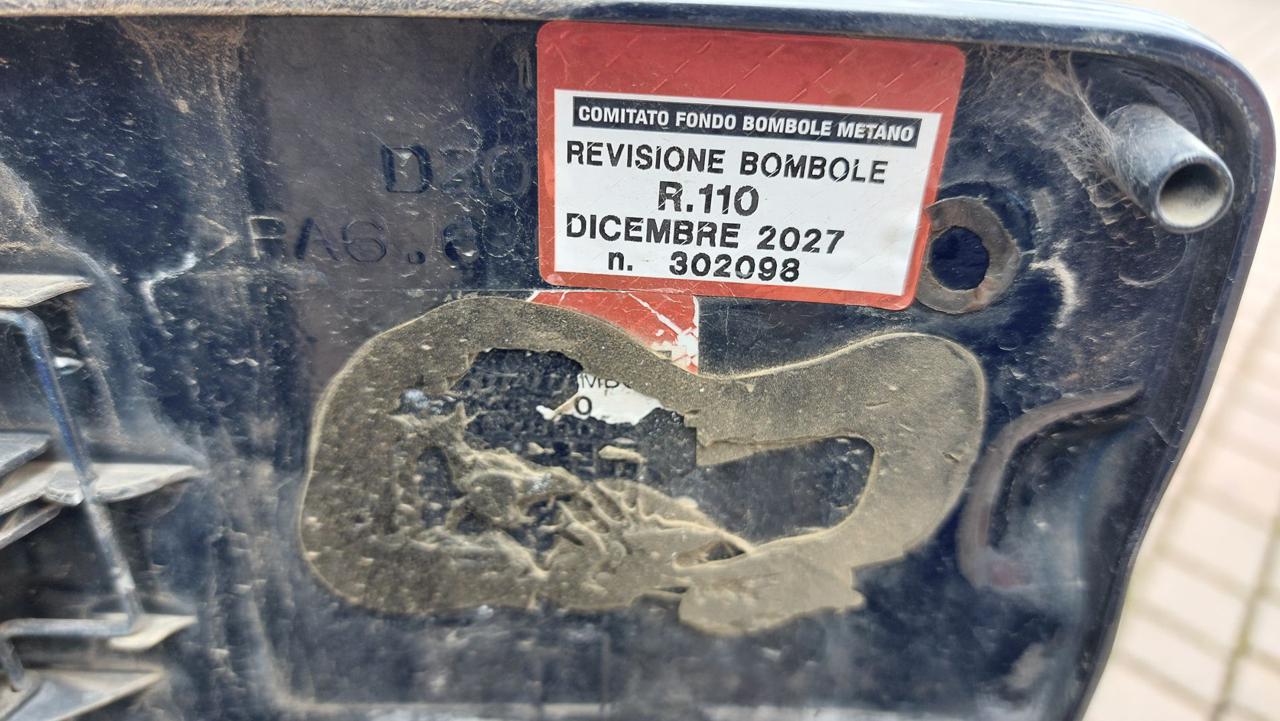 COMITATO FONDO BOMBOLE METANO
REVISIONE BOMBOLE
R.110
DICEMBRE 2027
n. 302098